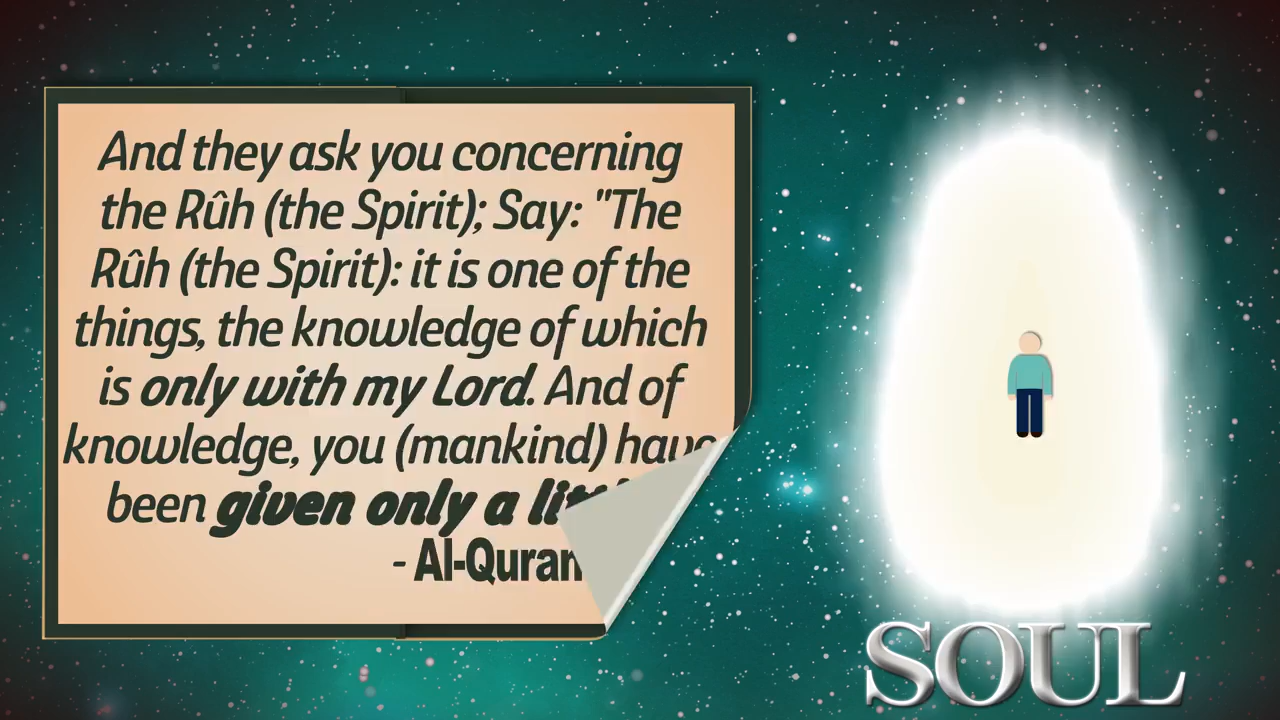 And they ask you concerning
the Rûh (the Spirit); Say: "The
Rûh (the Spirit): it is one of the
things, the knowledge of which
is only with my Lord. And of
knowledge, you (mankind) have
been given only a
- Al-Quran
SOUL